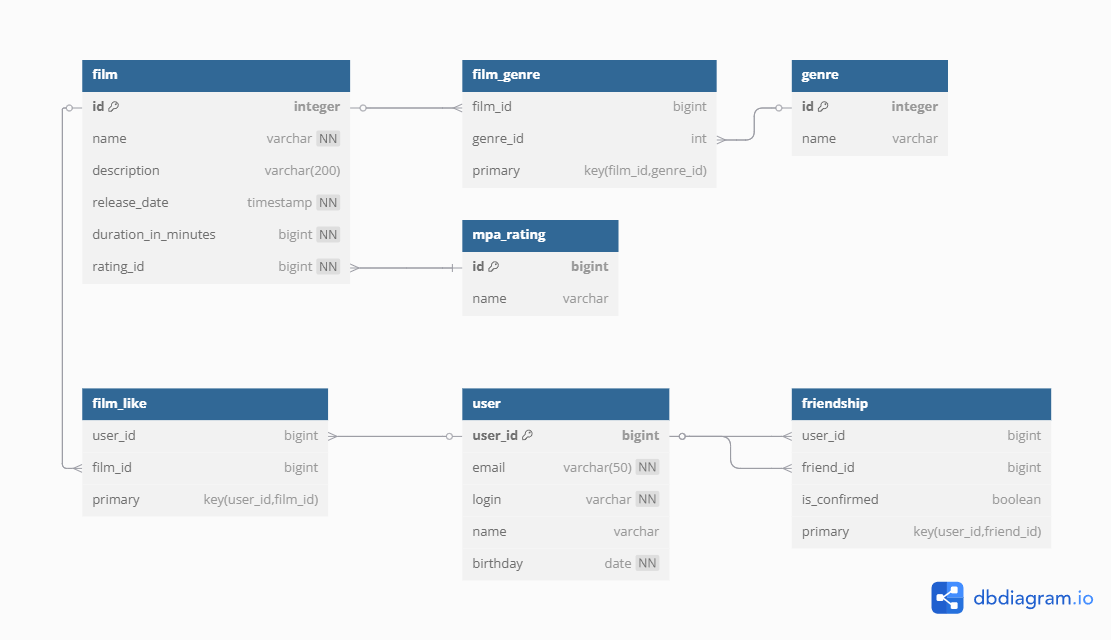 film
id integer
name varchar NN
description varchar(200)
release_date timestamp NN
duration_in_minutes bigint NN
rating_id bigint NN
film_genre
film_id bigint
genre_id int
primary key(film_id,genre_id)
genre
id integer
name varchar
mpa_rating
id bigint
name varchar
film_like
user_id bigint
film_id bigint
primary key(user_id,film_id)
user
user_id bigint
email varchar(50) NN
login varchar NN
name varchar
birthday date NN
friendship
user_id bigint
friend_id bigint
is_confirmed boolean
primary key(user_id,friend_id)
dbdiagram.io